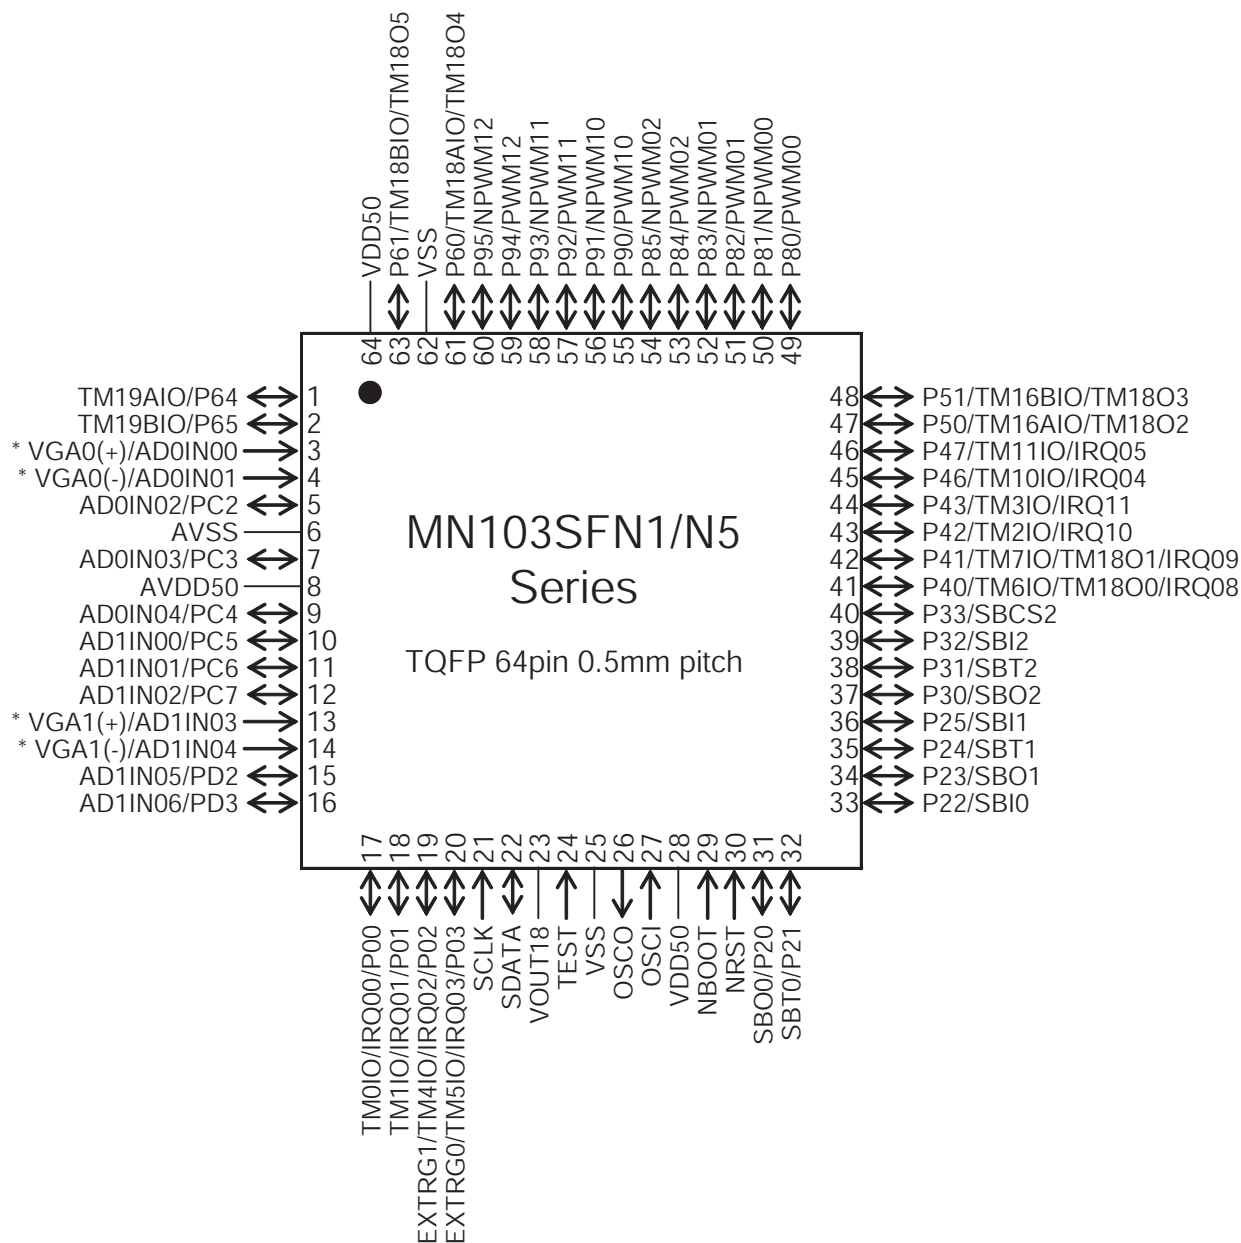 VDD50
P61/TM18BIO/TM18O5
VSS
P60/TM18AIO/TM18O4
P95/NPWM12
P94/PWM12
P93/NPWM11
P92/PWM11
P91/NPWM10
P90/PWM10
P85/NPWM02
P84/PWM02
P83/NPWM01
P82/PWM01
P81/NPWM00
P80/PWM00
64
63
62
61
60
59
58
57
56
55
54
53
52
51
50
49
TM19AIO/P64 1
TM19BIO/P65 2
* VGA0(+)/AD0IN00 3
* VGA0(-)/AD0IN01 4
AD0IN02/PC2 5
AVSS 6
AD0IN03/PC3 7
AVDD50 8
AD0IN04/PC4 9
AD1IN00/PC5 10
AD1IN01/PC6 11
AD1IN02/PC7 12
* VGA1(+)/AD1IN03 13
* VGA1(-)/AD1IN04 14
AD1IN05/PD2 15
AD1IN06/PD3 16
MN103SFN1/N5
Series
TQFP 64pin 0.5mm pitch
48 P51/TM16BIO/TM18O3
47 P50/TM16AIO/TM18O2
46 P47/TM11IO/IRQ05
45 P46/TM10IO/IRQ04
44 P43/TM3IO/IRQ11
43 P42/TM2IO/IRQ10
42 P41/TM7IO/TM18O1/IRQ09
41 P40/TM6IO/TM18O0/IRQ08
40 P33/SBCS2
39 P32/SBI2
38 P31/SBT2
37 P30/SBO2
36 P25/SBI1
35 P24/SBT1
34 P23/SBO1
33 P22/SBI0
17
18
19
20
21
22
23
24
25
26
27
28
29
30
31
32
TM0IO/IRQ00/P00
TM1IO/IRQ01/P01
EXTRG1/TM4IO/IRQ02/P02
EXTRG0/TM5IO/IRQ03/P03
SCLK
SDATA
VOUT18
TEST
VSS
OSCO
OSCI
VDD50
NBOOT
NRST
SBO0/P20
SBT0/P21